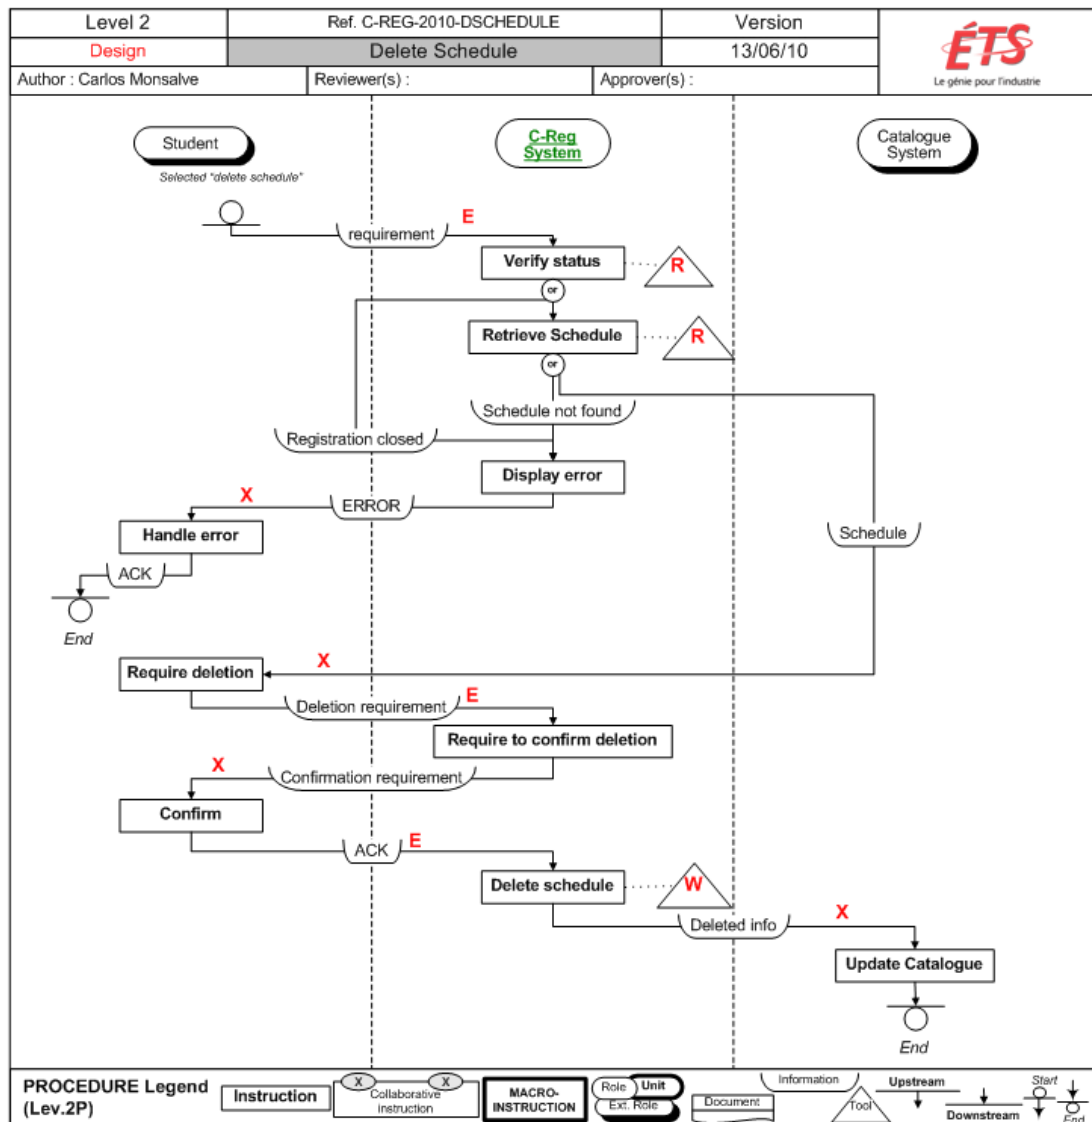 Level 2
Ref. C-REG-2010-DSCHEDULE
Version
Design
Delete Schedule
13/06/10
ÉTS
Le génie pour l'industrie
Author : Carlos Monsalve
Reviewer(s) :
Approver(s) :
Student
C-Reg
System
Catalogue
System
Selected "delete schedule"
E
requirement
Verify status
R
or
Retrieve Schedule
R
or
Schedule not found
Registration closed
Display error
X
ERROR
Handle error
Schedule
ACK
End
X
Require deletion
E
Deletion requirement
Require to confirm deletion
X
Confirmation requirement
Confirm
E
ACK
Delete schedule
W
X
Deleted info
Update Catalogue
End
PROCEDURE Legend
(Lev.2P)
Instruction
X
X
Collaborative
instruction
MACRO-
INSTRUCTION
Role
Unit
Ext. Role
Document
Information
Tool
Upstream
Downstream
Start
End